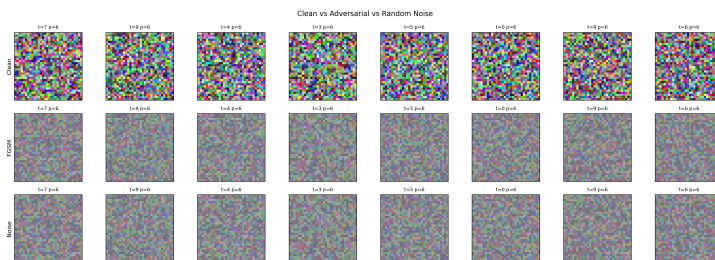 Clean vs Adversarial vs Random Noise
t=7 p=6 t=9 p=6 t=4 p=6 t=3 p=6 t=5 p=6 t=0 p=6 t=9 p=6 t=6 p=6
Clean
t=7 p=6 t=9 p=6 t=4 p=6 t=3 p=6 t=5 p=6 t=0 p=6 t=9 p=6 t=6 p=6
FGSM
t=7 p=6 t=9 p=6 t=4 p=6 t=3 p=6 t=5 p=6 t=0 p=6 t=9 p=6 t=6 p=6
Noise